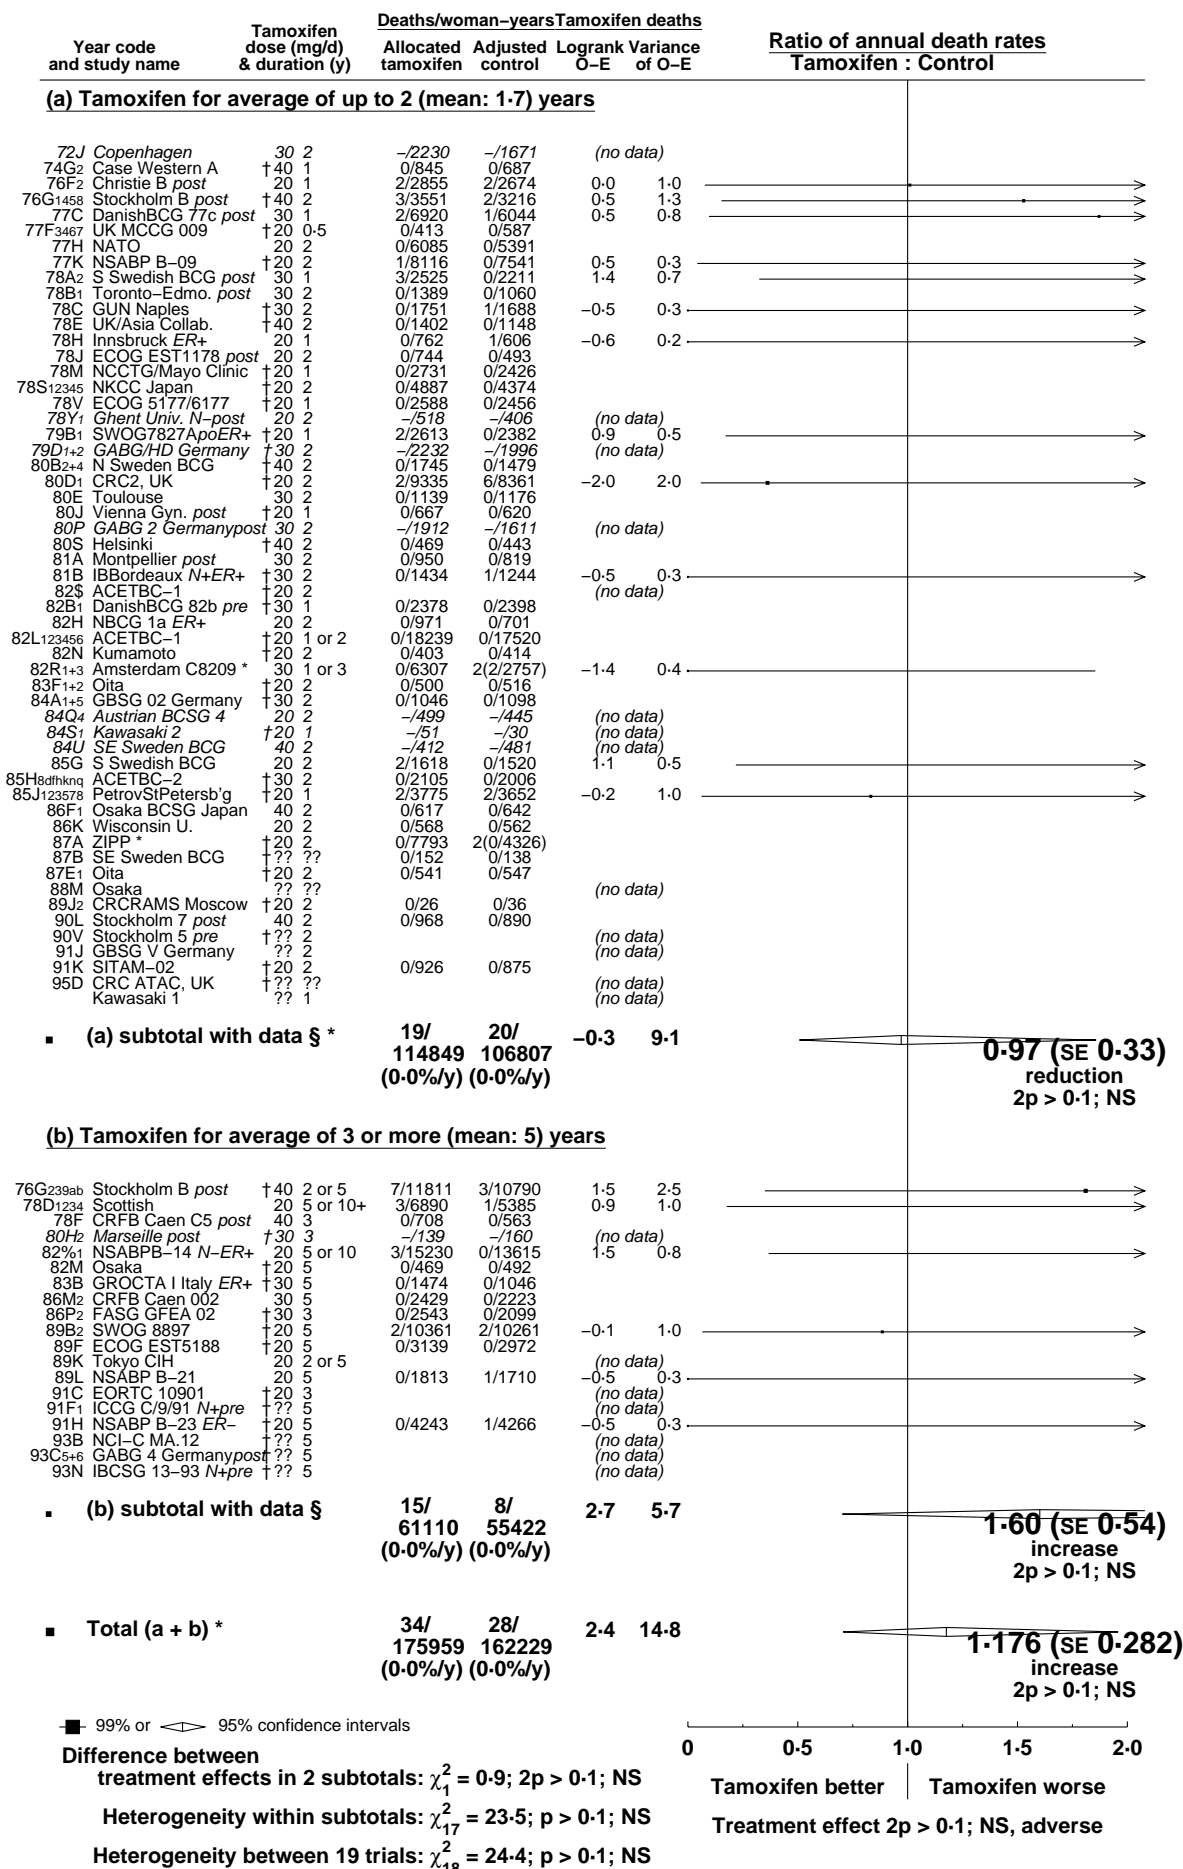 Deaths/woman–years Tamoxifen deaths
Year code and study name
Tamoxifen dose (mg/d) & duration (y)
Allocated tamoxifen
Adjusted control
Logrank O–E
Variance of O–E
Ratio of annual death rates
Tamoxifen : Control
(a) Tamoxifen for average of up to 2 (mean: 1·7) years
72J Copenhagen 30 2 –/2230 –/1671 (no data)
74G2 Case Western A †40 1 0/845 0/687
76F2 Christie B post 20 1 2/2855 2/2674 0·0 1·0
76G1458 Stockholm B post †40 2 3/3551 2/3216 0·5 1·3
77C DanishBCG 77c post 30 1 2/6920 1/6044 0·5 0·8
77F3467 UK MCCG 009 †20 0·5 0/413 0/587
77H NATO 20 2 0/6085 0/5391
77K NSABP B–09 †20 2 1/8116 0/7541 0·5 0·3
78A2 S Swedish BCG post 30 1 3/2525 0/2211 1·4 0·7
78B1 Toronto–Edmo. post 30 2 0/1389 0/1060
78C GUN Naples †30 2 0/1751 1/1688 –0·5 0·3
78E UK/Asia Collab. †40 2 0/1402 0/1148
78H Innsbruck ER+ 20 1 0/762 1/606 –0·6 0·2
78J ECOG EST1178 post 20 2 0/744 0/493
78M NCCTG/Mayo Clinic †20 1 0/2731 0/2426
78S12345 NKCC Japan †20 2 0/4887 0/4374
78V ECOG 5177/6177 †20 1 0/2588 0/2456
78Y1 Ghent Univ. N–post 20 2 –/518 –/406 (no data)
79B1 SWOG7827ApoER+ †20 1 2/2613 0/2382 0·9 0·5
79D1+2 GABG/HD Germany †30 2 –/2232 –/1996 (no data)
80B2+4 N Sweden BCG †40 2 0/1745 0/1479
80D1 CRC2, UK †20 2 2/9335 6/8361 –2·0 2·0
80E Toulouse 30 2 0/1139 0/1176
80J Vienna Gyn. post †20 1 0/667 0/620
80P GABG 2 Germanypost 30 2 –/1912 –/1611 (no data)
80S Helsinki †40 2 0/469 0/443
81A Montpellier post 30 2 0/950 0/819
81B IBBordeaux N+ER+ †30 2 0/1434 1/1244 –0·5 0·3
82$ ACETBC–1 †20 2 (no data)
82B1 DanishBCG 82b pre †30 1 0/2378 0/2398
82H NBCG 1a ER+ 20 2 0/971 0/701
82L123456 ACETBC–1 †20 1 or 2 0/18239 0/17520
82N Kumamoto †20 2 0/403 0/414
82R1+3 Amsterdam C8209 * 30 1 or 3 0/6307 2(2/2757) –1·4 0·4
83F1+2 Oita †20 2 0/500 0/516
84A1+5 GBSG 02 Germany †30 2 0/1046 0/1098
84Q4 Austrian BCSG 4 20 2 –/499 –/445 (no data)
84S1 Kawasaki 2 †20 1 –/51 –/30 (no data)
84U SE Sweden BCG 40 2 –/412 –/481 (no data)
85G S Swedish BCG 20 2 2/1618 0/1520 1·1 0·5
85H8dfhknq ACETBC–2 †30 2 0/2105 0/2006
85J123578 PetrovStPetersb'g †20 1 2/3775 2/3652 –0·2 1·0
86F1 Osaka BCSG Japan 40 2 0/617 0/642
86K Wisconsin U. 20 2 0/568 0/562
87A ZIPP * †20 2 0/7793 2(0/4326)
87B SE Sweden BCG †?? ?? 0/152 0/138
87E1 Oita †20 2 0/541 0/547
88M Osaka ?? ?? (no data)
89J2 CRCRAMS Moscow †20 2 0/26 0/36
90L Stockholm 7 post 40 2 0/968 0/890
90V Stockholm 5 pre †?? 2 (no data)
91J GBSG V Germany ?? 2 (no data)
91K SITAM–02 †20 2 0/926 0/875
95D CRC ATAC, UK †?? ?? (no data)
Kawasaki 1 ?? 1 (no data)
(a) subtotal with data § * 19/ 20/ –0·3 9·1
114849 106807
(0·0%/y) (0·0%/y)
0·97 (SE 0·33)
reduction
2p > 0·1; NS
(b) Tamoxifen for average of 3 or more (mean: 5) years
76G239ab Stockholm B post †40 2 or 5 7/11811 3/10790 1·5 2·5
78D1234 Scottish 20 5 or 10+ 3/6890 1/5385 0·9 1·0
78F CRFB Caen C5 post 40 3 0/708 0/563
80H2 Marseille post †30 3 –/139 –/160 (no data)
82%1 NSABPB–14 N–ER+ 20 5 or 10 3/15230 0/13615 1·5 0·8
82M Osaka †20 5 0/469 0/492
83B GROCTA I Italy ER+ †30 5 0/1474 0/1046
86M2 CRFB Caen 002 30 5 0/2429 0/2223
86P2 FASG GFEA 02 †30 3 0/2543 0/2099
89B2 SWOG 8897 †20 5 2/10361 2/10261 –0·1 1·0
89F ECOG EST5188 †20 5 0/3139 0/2972
89K Tokyo CIH 20 2 or 5 (no data)
89L NSABP B–21 20 5 0/1813 1/1710 –0·5 0·3
91C EORTC 10901 †20 3 (no data)
91F1 ICCG C/9/91 N+pre †?? 5 (no data)
91H NSABP B–23 ER– †20 5 0/4243 1/4266 –0·5 0·3
93B NCI–C MA.12 †?? 5 (no data)
93C5+6 GABG 4 Germanypost †?? 5 (no data)
93N IBCSG 13–93 N+pre †?? 5 (no data)
(b) subtotal with data § 15/ 8/ 2·7 5·7
61110 55422
(0·0%/y) (0·0%/y)
1·60 (SE 0·54)
increase
2p > 0·1; NS
Total (a + b) * 34/ 28/ 2·4 14·8
175959 162229
(0·0%/y) (0·0%/y)
1·176 (SE 0·282)
increase
2p > 0·1; NS
99% or 95% confidence intervals
0 0·5 1·0 1·5 2·0
Tamoxifen better Tamoxifen worse
Treatment effect 2p > 0·1; NS, adverse
Difference between
treatment effects in 2 subtotals: χ²₁ = 0·9; 2p > 0·1; NS
Heterogeneity within subtotals: χ²₁₇ = 23·5; p > 0·1; NS
Heterogeneity between 19 trials: χ²₁₈ = 24·4; p > 0·1; NS